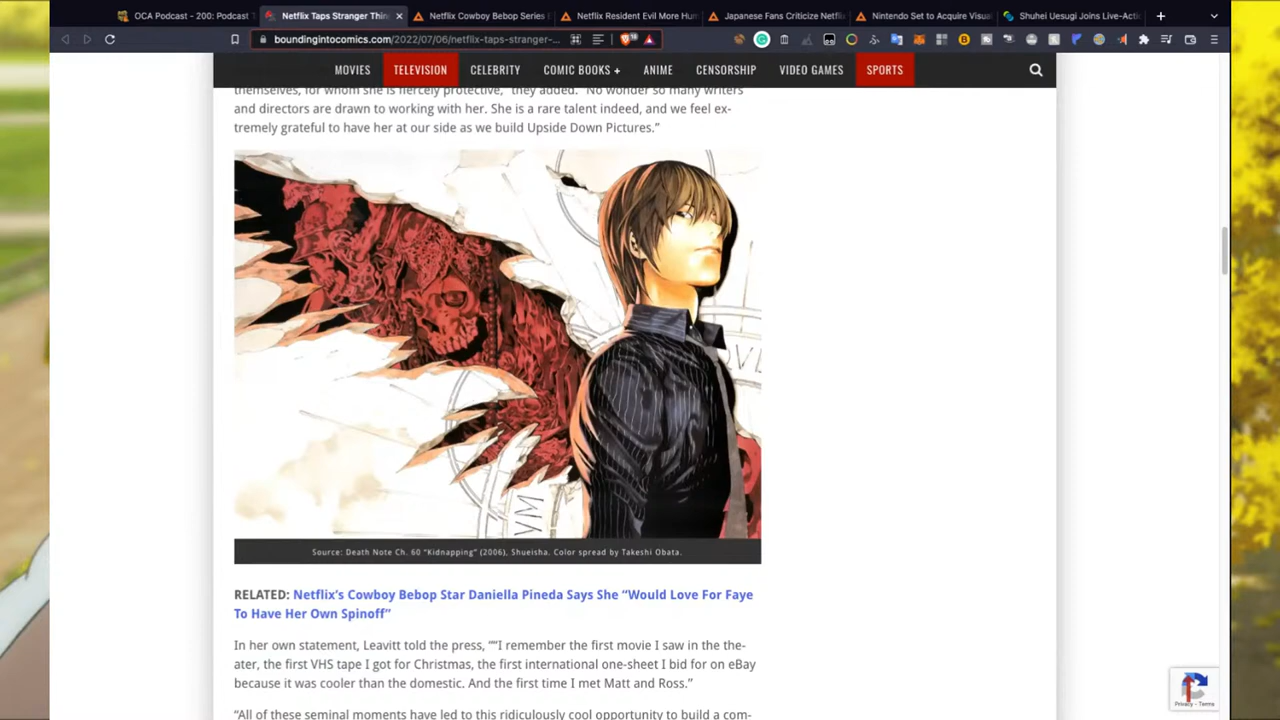 OCA Podcast - 200: Podcast
Netflix Taps Stranger Thin
Netflix Cowboy Bebop Series
Netflix Resident Evil More Hum
Japanese Fans Criticize Netfli
Nintendo Set to Acquire Visual
Shuhei Uesugi Joins Live-Acti
boundingintocomics.com/2022/07/06/netflix-taps-stranger-...
MOVIES TELEVISION CELEBRITY COMIC BOOKS + ANIME CENSORSHIP VIDEO GAMES SPORTS
themselves, for whom she is fiercely protective,” they added. “No wonder so many writers
and directors are drawn to working with her. She is a rare talent indeed, and we feel ex-
tremely grateful to have her at our side as we build Upside Down Pictures.”
VM
Source: Death Note Ch. 60 “Kidnapping” (2006), Shueisha. Color spread by Takeshi Obata.
RELATED: Netflix’s Cowboy Bebop Star Daniella Pineda Says She “Would Love For Faye
To Have Her Own Spinoff”
In her own statement, Leavitt told the press, ““I remember the first movie I saw in the the-
ater, the first VHS tape I got for Christmas, the first international one-sheet I bid for on eBay
because it was cooler than the domestic. And the first time I met Matt and Ross.”
“All of these seminal moments have led to this ridiculously cool opportunity to build a com-
Privacy - Terms